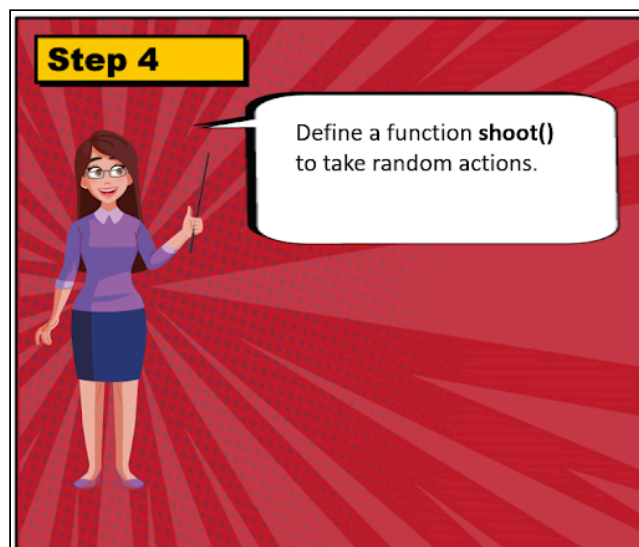 Step 4
Define a function shoot()
to take random actions.